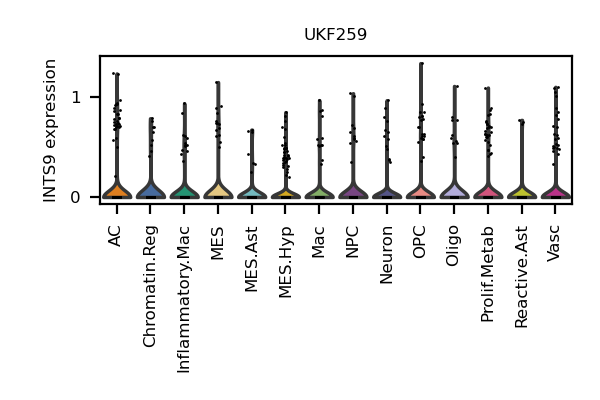 UKF259
INTS9 expression
1
0
AC
Chromatin.Reg
Inflammatory.Mac
MES
MES.Ast
MES.Hyp
Mac
NPC
Neuron
OPC
Oligo
Prolif.Metab
Reactive.Ast
Vasc